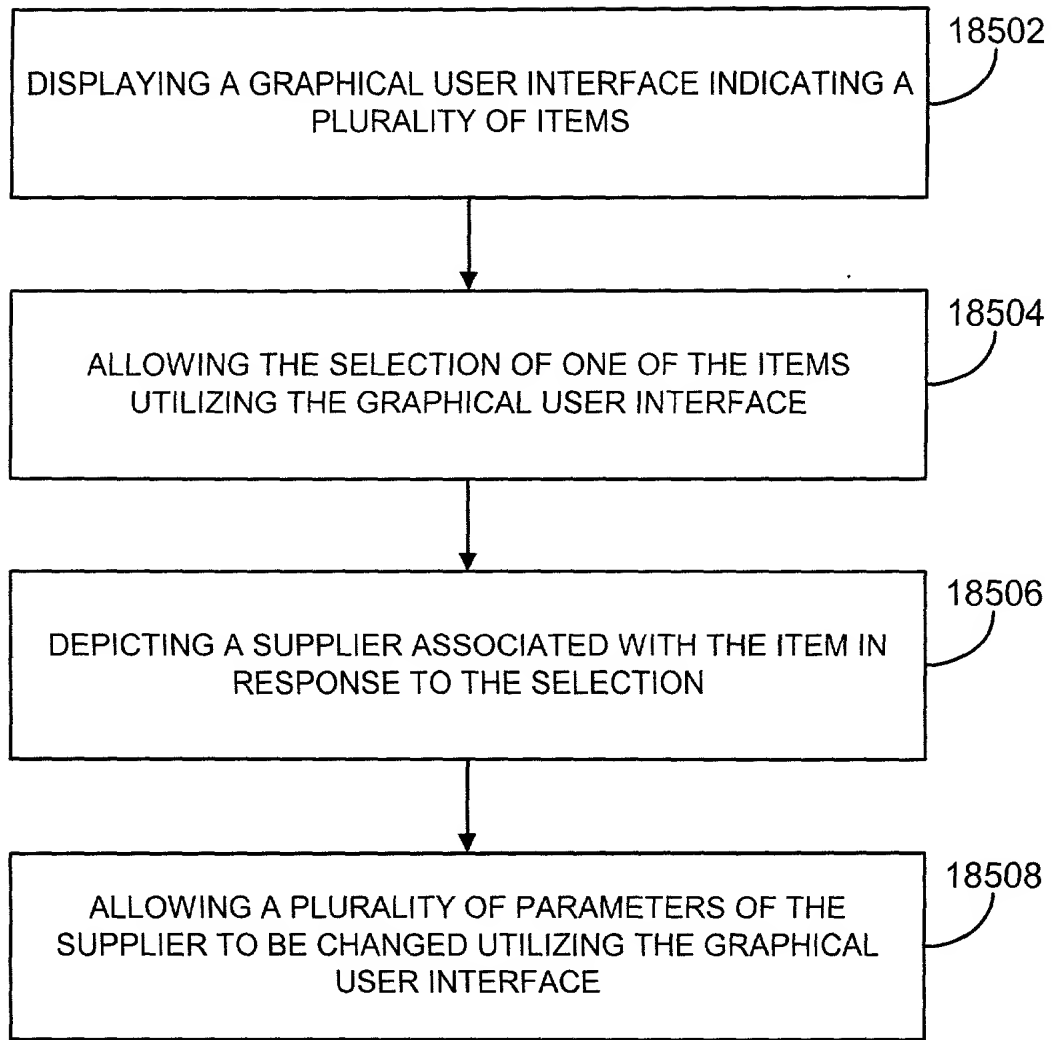 18502
DISPLAYING A GRAPHICAL USER INTERFACE INDICATING A
PLURALITY OF ITEMS
18504
ALLOWING THE SELECTION OF ONE OF THE ITEMS
UTILIZING THE GRAPHICAL USER INTERFACE
18506
DEPICTING A SUPPLIER ASSOCIATED WITH THE ITEM IN
RESPONSE TO THE SELECTION
18508
ALLOWING A PLURALITY OF PARAMETERS OF THE
SUPPLIER TO BE CHANGED UTILIZING THE GRAPHICAL
USER INTERFACE